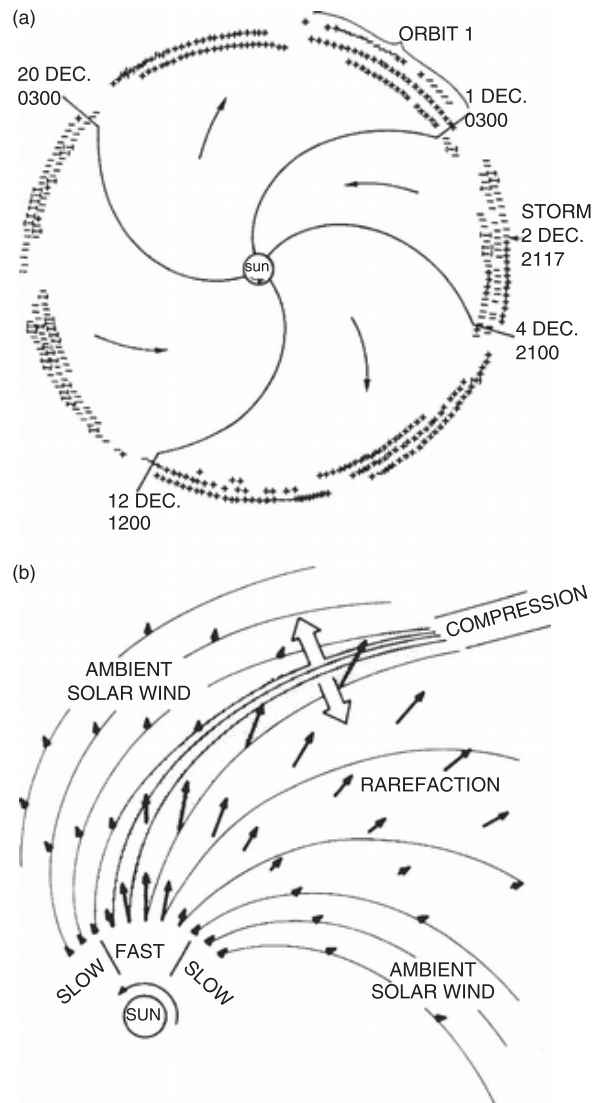 (a)
ORBIT 1
20 DEC.
0300
1 DEC.
0300
STORM
2 DEC.
2117
sun
4 DEC.
2100
12 DEC.
1200
(b)
COMPRESSION
AMBIENT
SOLAR WIND
RAREFACTION
FAST
SLOW
SLOW
AMBIENT
SOLAR WIND
SUN